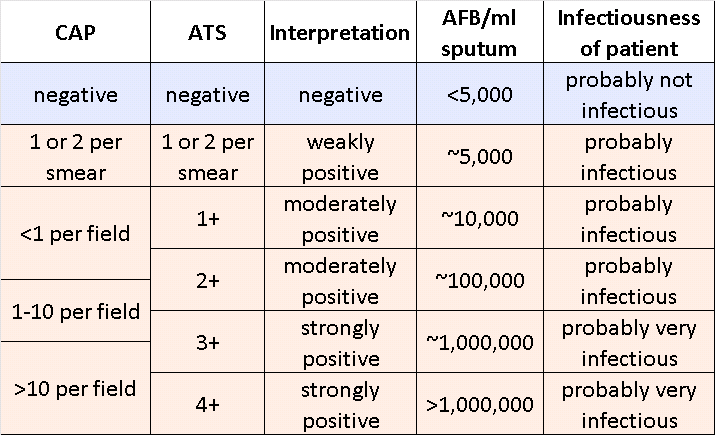 CAP
ATS
Interpretation
AFB/ml
sputum
Infectiousness
of patient
negative
negative
negative
<5,000
probably not
infectious
1 or 2 per
smear
1 or 2 per
smear
weakly
positive
~5,000
probably
infectious
<1 per field
1+
moderately
positive
~10,000
probably
infectious
2+
moderately
positive
~100,000
probably
infectious
1-10 per field
3+
strongly
positive
~1,000,000
probably very
infectious
>10 per field
4+
strongly
positive
>1,000,000
probably very
infectious